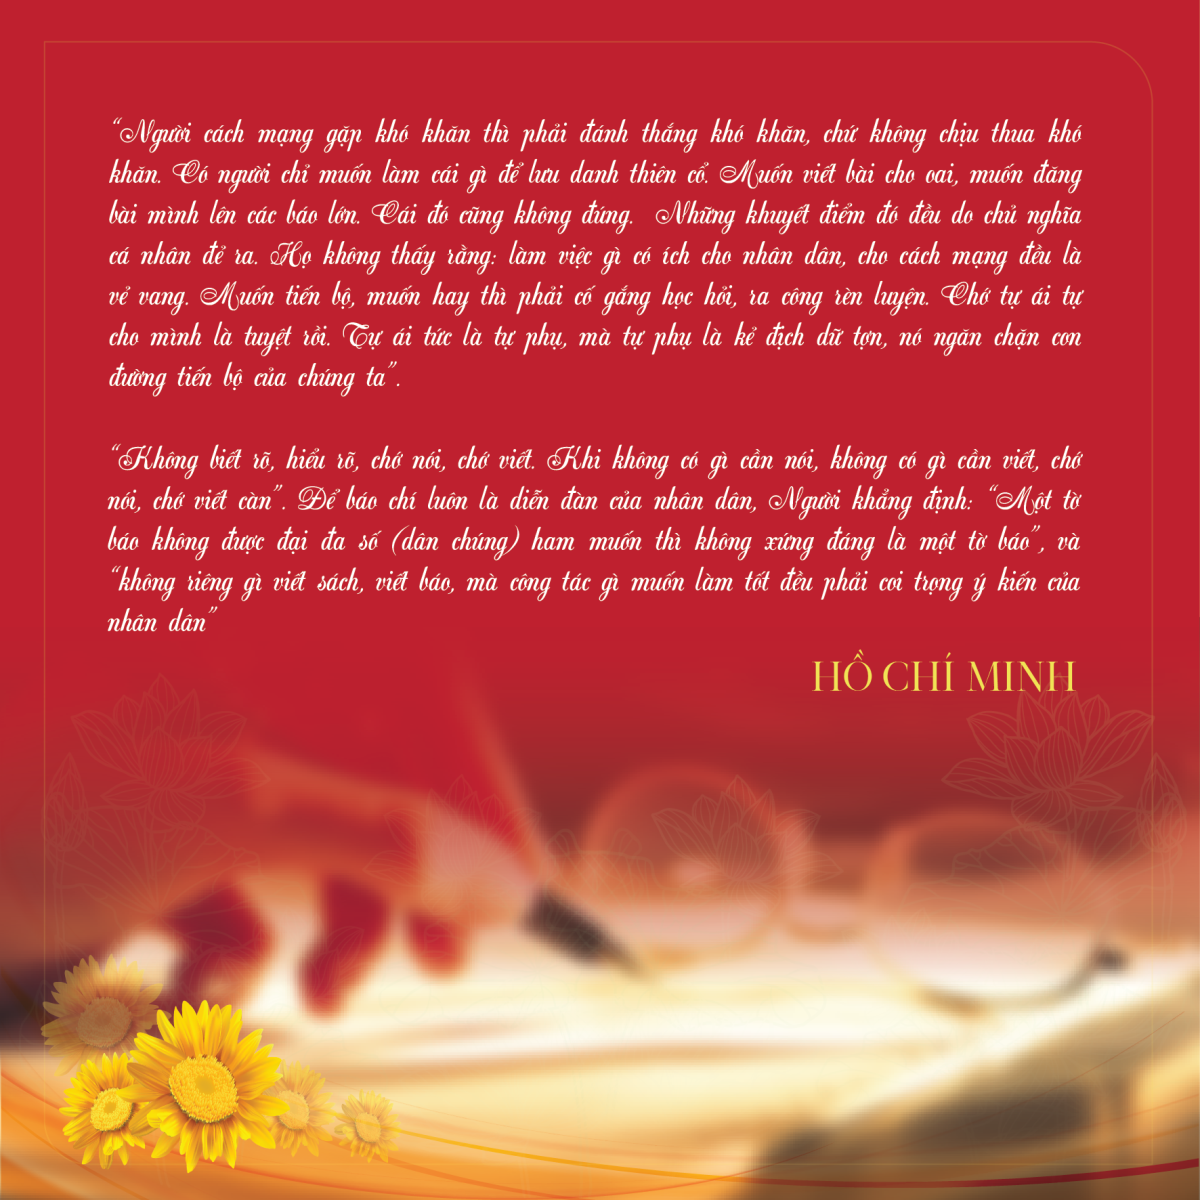 “Người cách mạng gặp khó khăn thì phải đánh thắng khó khăn, chứ không chịu thua khó
khăn. Có người chỉ muốn làm cái gì để lưu danh thiên cổ. Muốn viết bài cho oai, muốn đăng
bài mình lên các báo lớn. Cái đó cũng không đúng. Những khuyết điểm đó đều do chủ nghĩa
cá nhân đẻ ra. Họ không thấy rằng: làm việc gì có ích cho nhân dân, cho cách mạng đều là
vẻ vang. Muốn tiến bộ, muốn hay thì phải cố gắng học hỏi, ra công rèn luyện. Chớ tự ái tự
cho mình là tuyệt rồi. Tự ái tức là tự phụ, mà tự phụ là kẻ địch dữ tợn, nó ngăn chặn con
đường tiến bộ của chúng ta”.
“Không biết rõ, hiểu rõ, chớ nói, chớ viết. Khi không có gì cần nói, không có gì cần viết, chớ
nói, chớ viết càn”. Để báo chí luôn là diễn đàn của nhân dân, Người khẳng định: “Một tờ
báo không được đại đa số (dân chúng) ham muốn thì không xứng đáng là một tờ báo”, và
“không riêng gì viết sách, viết báo, mà công tác gì muốn làm tốt đều phải coi trọng ý kiến của
nhân dân”
HỒ CHÍ MINH